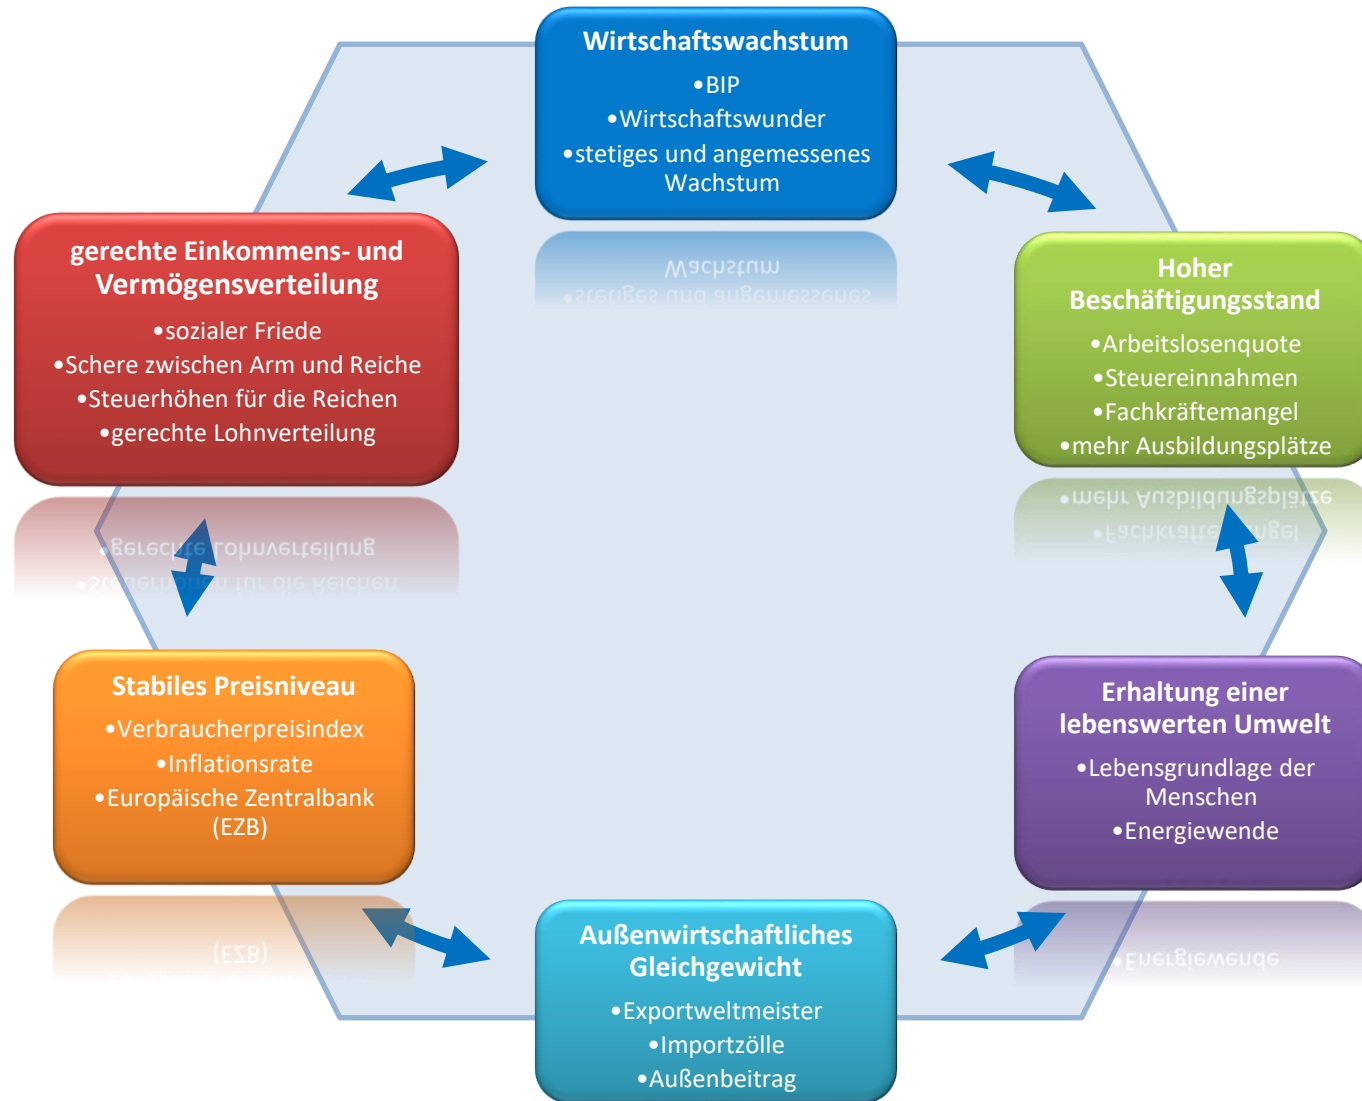 Wirtschaftswachstum
•BIP
•Wirtschaftswunder
•stetiges und angemessenes
Wachstum
gerechte Einkommens- und
Vermögensverteilung
•sozialer Friede
•Schere zwischen Arm und Reiche
•Steuerhöhen für die Reichen
•gerechte Lohnverteilung
Hoher
Beschäftigungsstand
•Arbeitslosenquote
•Steuereinnahmen
•Fachkräftemangel
•mehr Ausbildungsplätze
Stabiles Preisniveau
•Verbraucherpreisindex
•Inflationsrate
•Europäische Zentralbank
(EZB)
Erhaltung einer
lebenswerten Umwelt
•Lebensgrundlage der
Menschen
•Energiewende
Außenwirtschaftliches
Gleichgewicht
•Exportweltmeister
•Importzölle
•Außenbeitrag